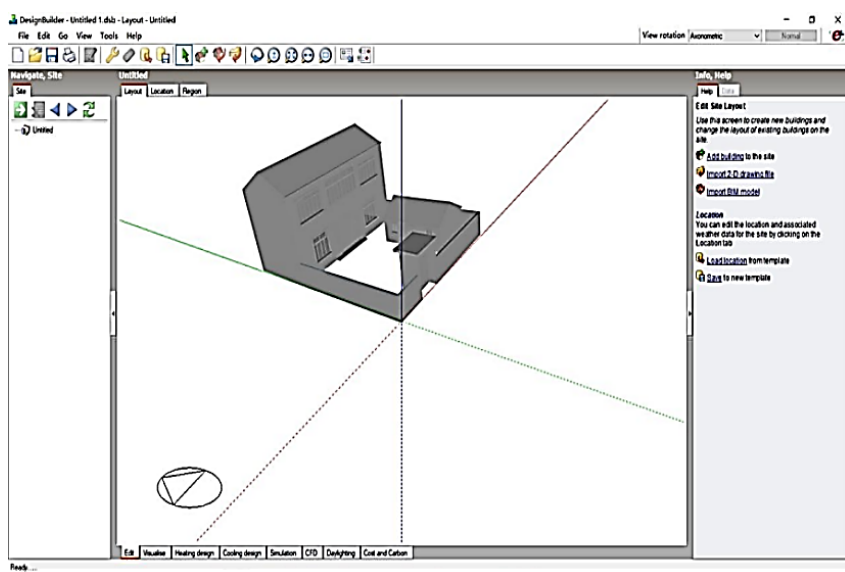 DesignBuilder - Untitled 1.dsb - Layout - Untitled
File Edit Go View Tools Help
View rotation Axonometric Normal
Navigate, Site
Site
Untitled
Untitled
Layout Location Region
Info, Help
Help Data
Edit Site Layout
Use this screen to create new buildings and
change the layout of existing buildings on the
site.
Add building to the site
Import 2-D drawing file
Import BIM model
Location
You can edit the location and associated
weather data for the site by clicking on the
Location tab
Load location from template
Save to new template
Edit Visualise Heating design Cooling design Simulation CFD Daylighting Cost and Carbon
Ready....